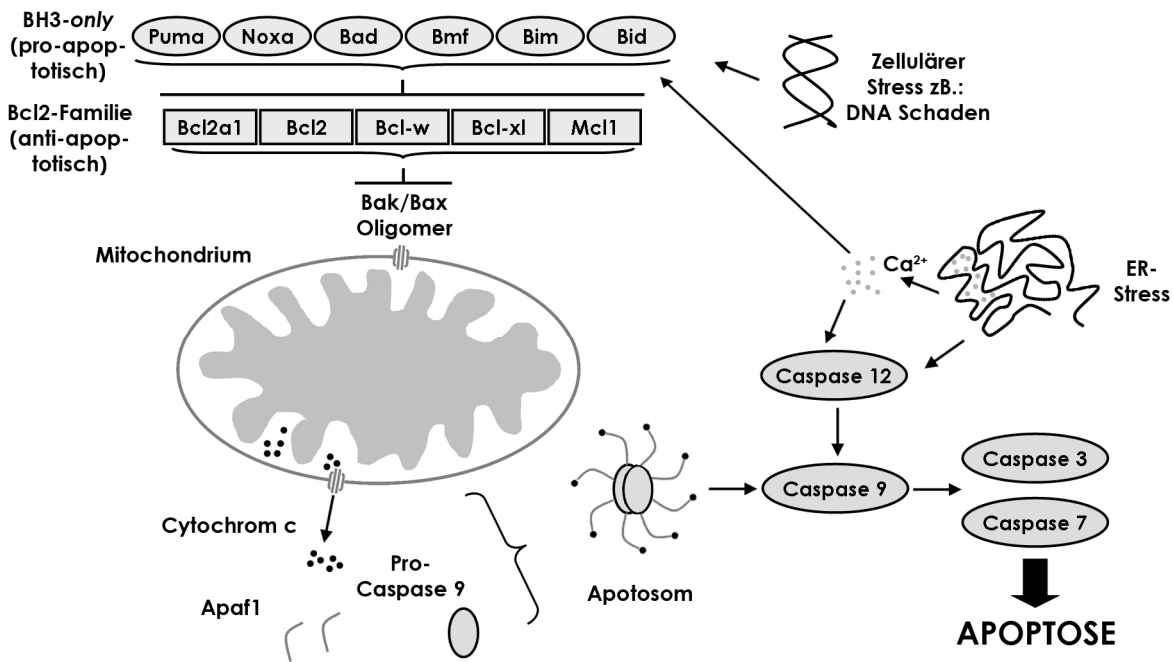 BH3-only
(pro-apop-
totisch)
Puma
Noxa
Bad
Bmf
Bim
Bid
Zellulärer
Stress zB.:
DNA Schaden
Bcl2-Familie
(anti-apop-
totisch)
Bcl2a1
Bcl2
Bcl-w
Bcl-xl
Mcl1
Bak/Bax
Oligomer
Mitochondrium
Ca²⁺
ER-
Stress
Caspase 12
Caspase 9
Caspase 3
Caspase 7
Cytochrom c
Pro-
Caspase 9
Apaf1
Apotosom
APOPTOSE